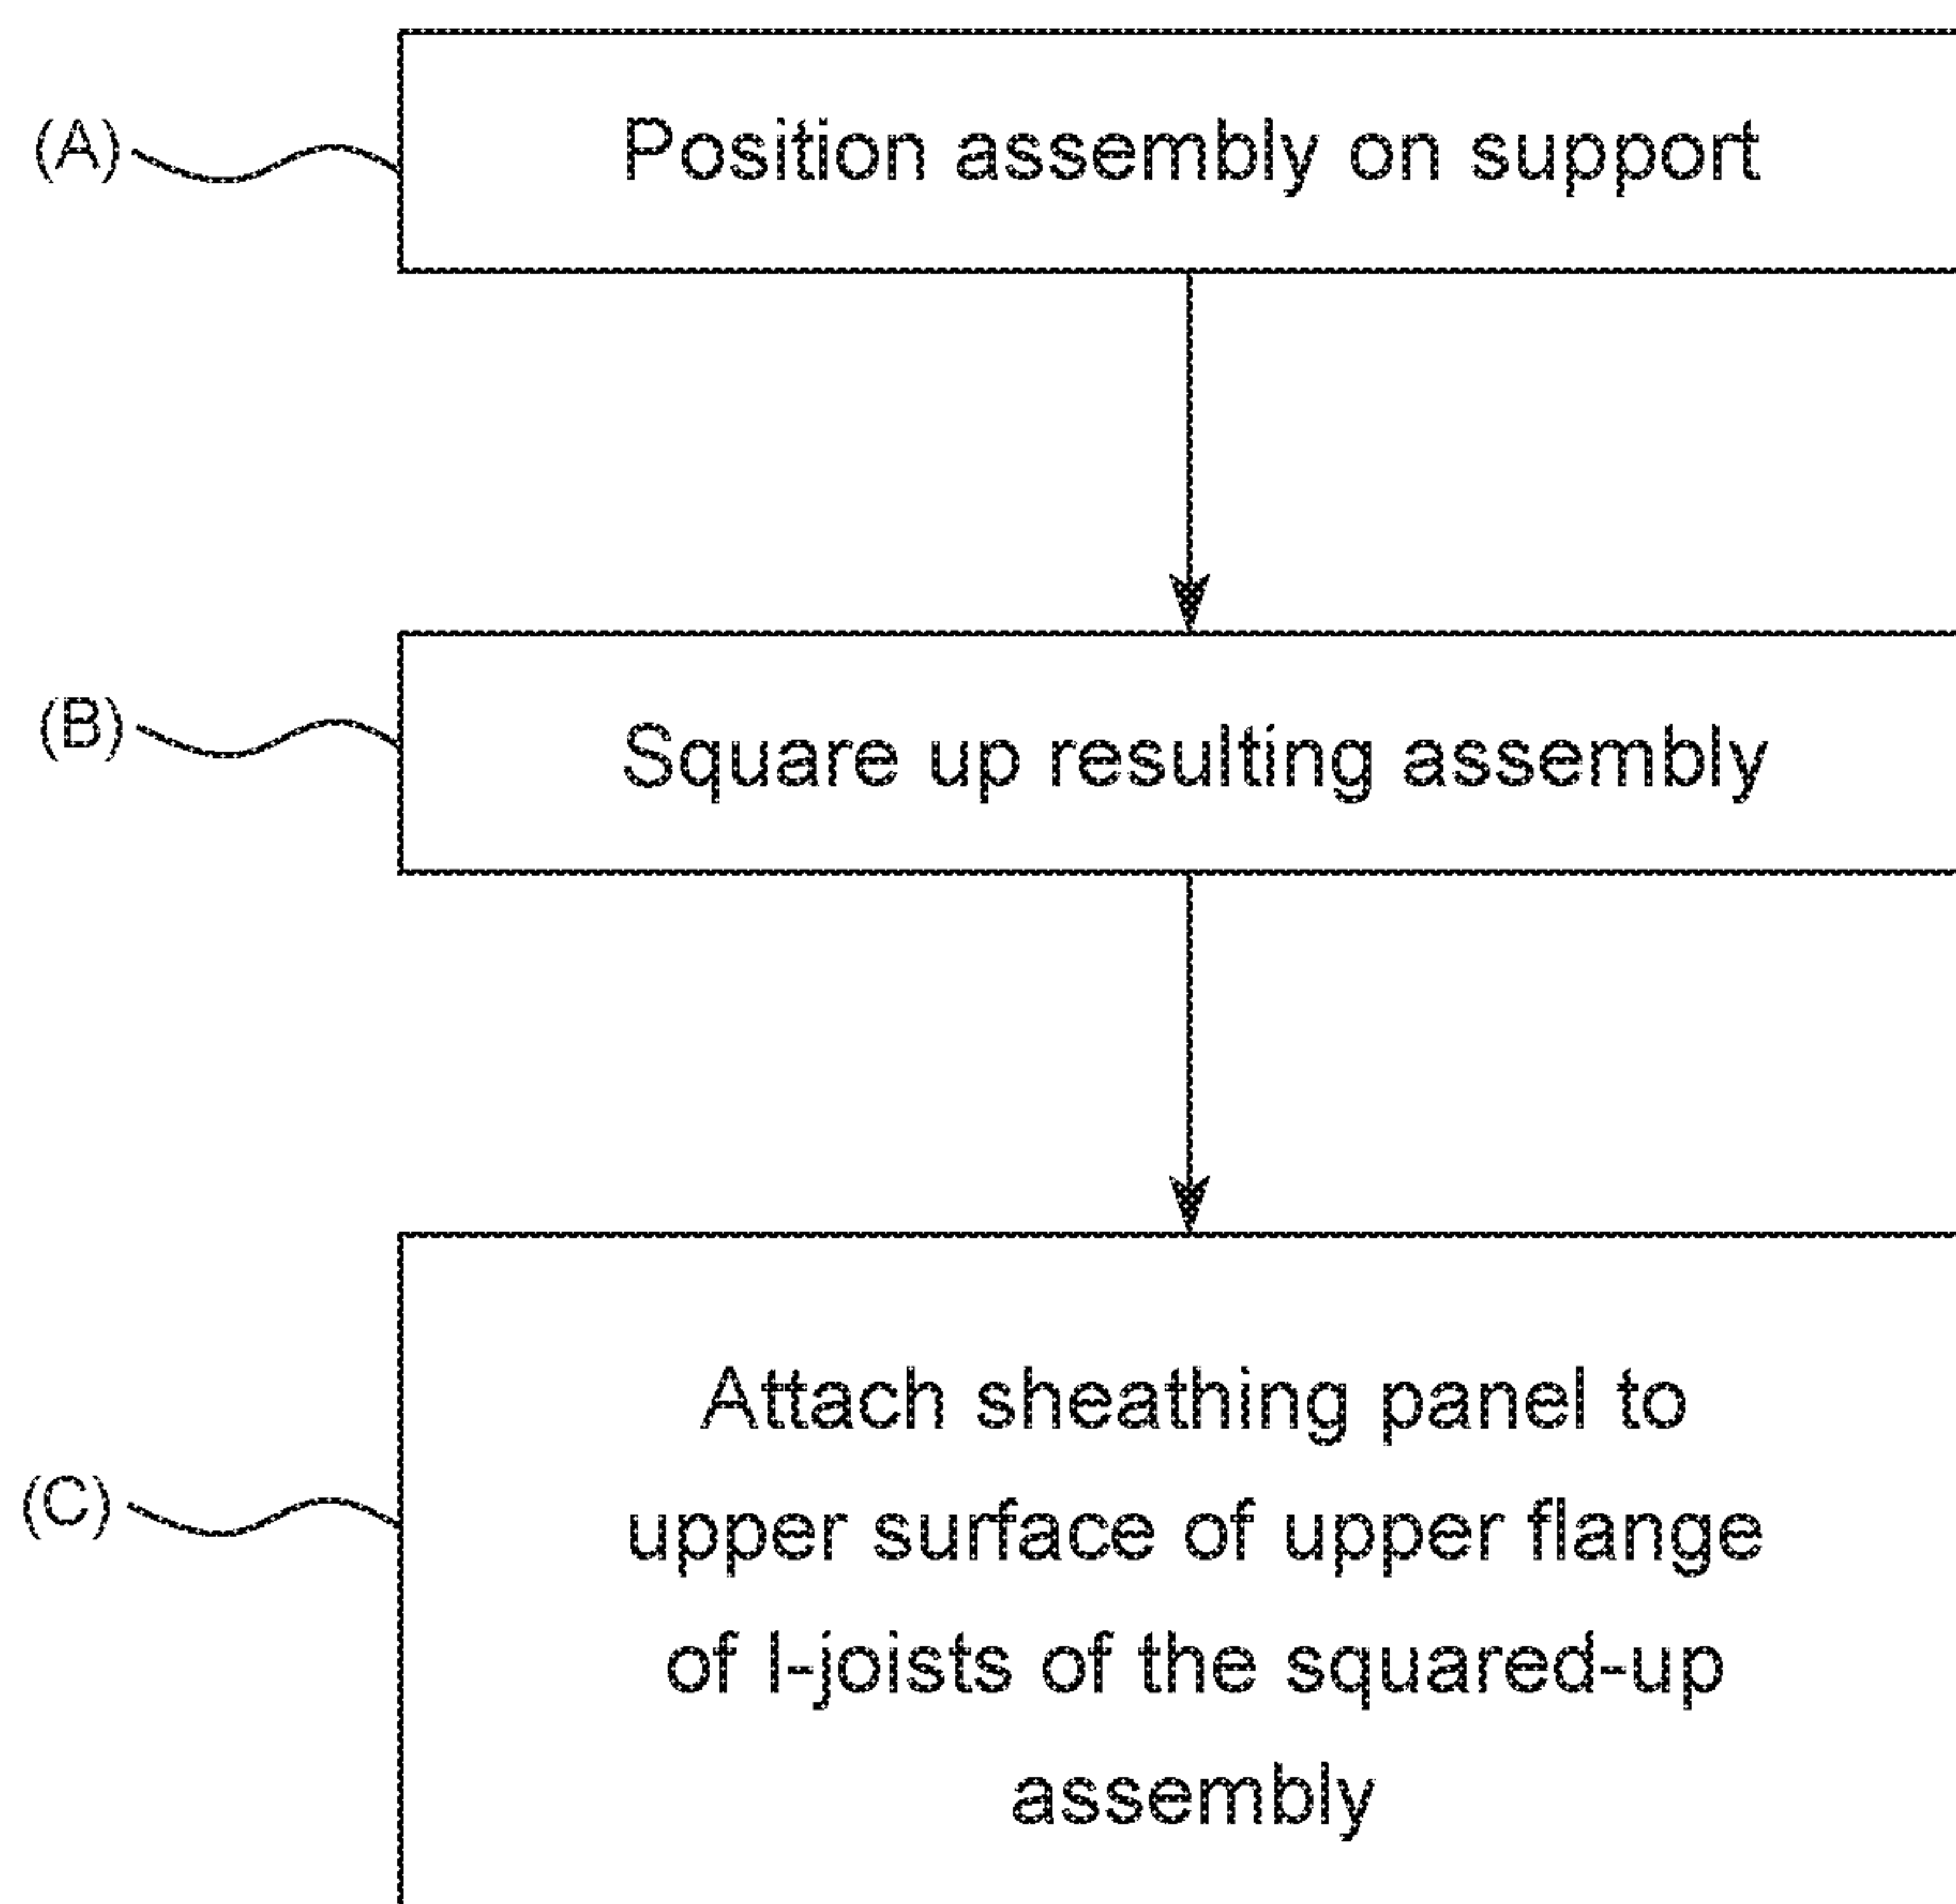 (A)
Position assembly on support
(B)
Square up resulting assembly
(C)
Attach sheathing panel to
upper surface of upper flange
of I-joists of the squared-up
assembly